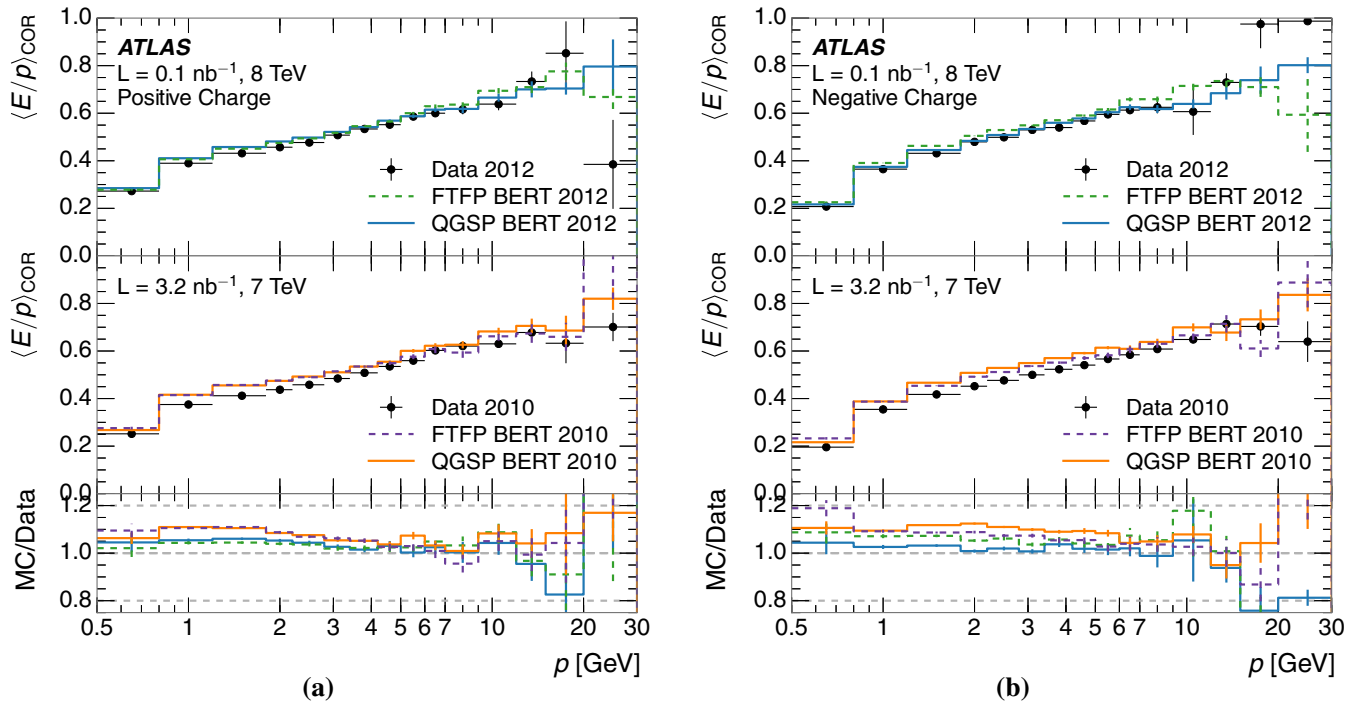 ⟨E/p⟩COR
1.0
0.8
0.6
0.4
0.2
0.0
ATLAS
L = 0.1 nb⁻¹, 8 TeV
Positive Charge
Data 2012
FTFP BERT 2012
QGSP BERT 2012
⟨E/p⟩COR
0.8
0.6
0.4
0.2
0.0
L = 3.2 nb⁻¹, 7 TeV
Data 2010
FTFP BERT 2010
QGSP BERT 2010
MC/Data
1.2
1.0
0.8
0.5 1 2 3 4 5 6 7 10 20 30
p [GeV]
(a)
⟨E/p⟩COR
1.0
0.8
0.6
0.4
0.2
0.0
ATLAS
L = 0.1 nb⁻¹, 8 TeV
Negative Charge
Data 2012
FTFP BERT 2012
QGSP BERT 2012
⟨E/p⟩COR
0.8
0.6
0.4
0.2
0.0
L = 3.2 nb⁻¹, 7 TeV
Data 2010
FTFP BERT 2010
QGSP BERT 2010
MC/Data
1.2
1.0
0.8
0.5 1 2 3 4 5 6 7 10 20 30
p [GeV]
(b)